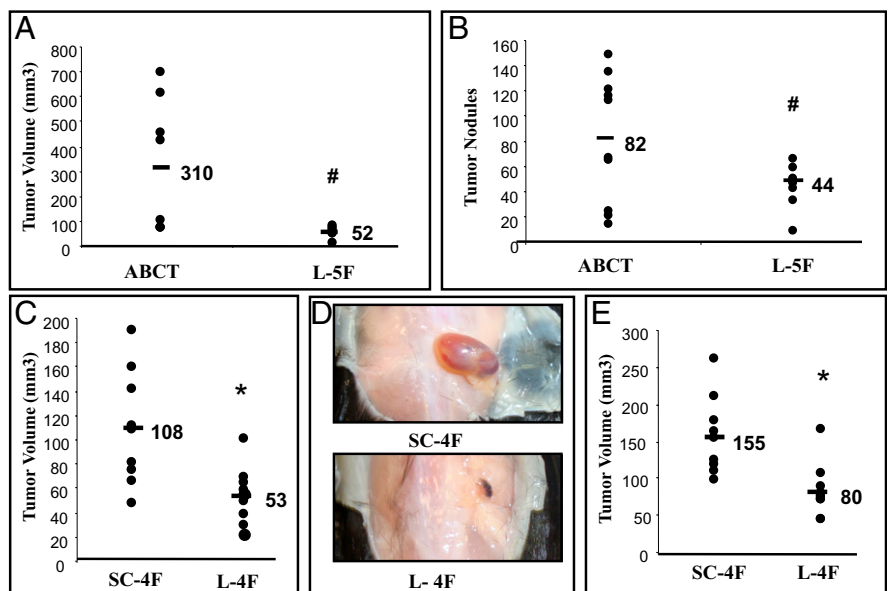 A
Tumor Volume (mm3)
800
700
600
500
400
300
200
100
0
310
#
52
ABCT
L-5F
B
Tumor Nodules
160
140
120
100
80
60
40
20
0
82
#
44
ABCT
L-5F
C
Tumor Volume (mm3)
200
180
160
140
120
100
80
60
40
20
0
108
*
53
SC-4F
L-4F
D
SC-4F
L- 4F
E
Tumor Volume (mm3)
300
250
200
150
100
50
0
155
*
80
SC-4F
L-4F